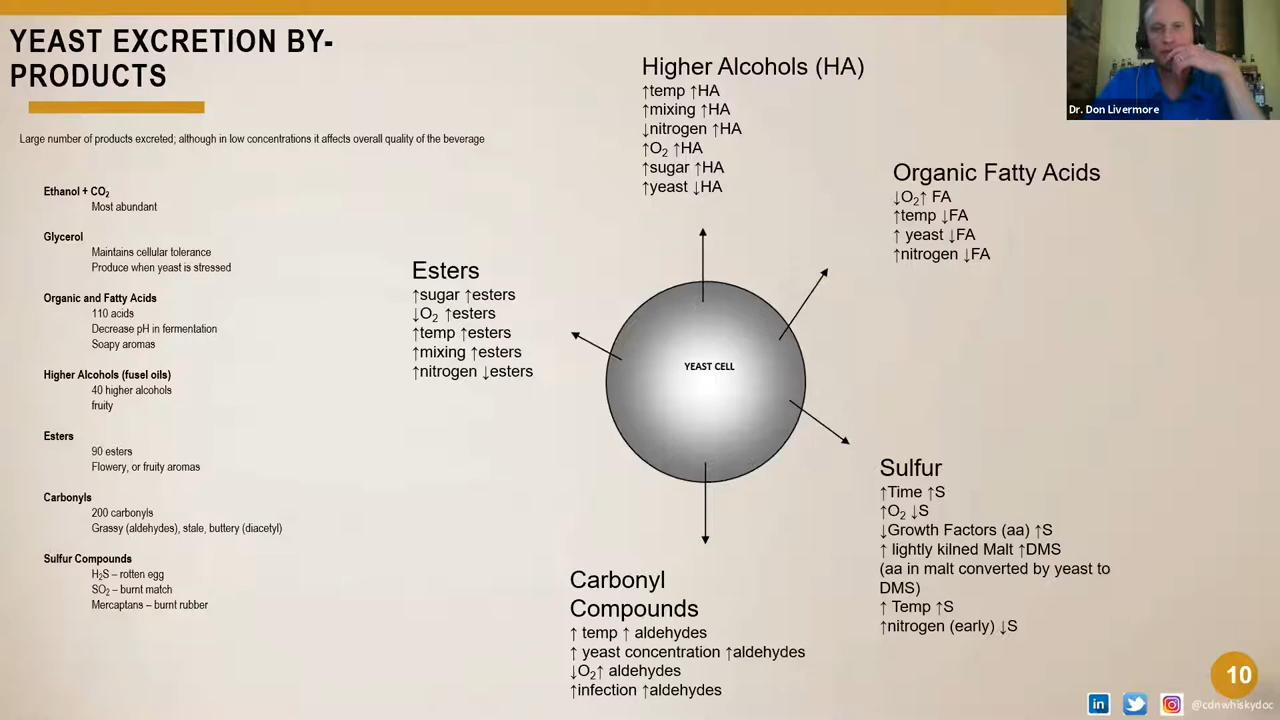 YEAST EXCRETION BY-
PRODUCTS
Large number of products excreted; although in low concentrations it affects overall quality of the beverage
Ethanol + CO₂
Most abundant
Glycerol
Maintains cellular tolerance
Produce when yeast is stressed
Organic and Fatty Acids
110 acids
Decrease pH in fermentation
Soapy aromas
Higher Alcohols (fusel oils)
40 higher alcohols
fruity
Esters
90 esters
Flowery, or fruity aromas
Carbonyls
200 carbonyls
Grassy (aldehydes), stale, buttery (diacetyl)
Sulfur Compounds
H₂S – rotten egg
SO₂ – burnt match
Mercaptans – burnt rubber
Esters
↑sugar ↑esters
↓O₂ ↑esters
↑temp ↑esters
↑mixing ↑esters
↑nitrogen ↓esters
Higher Alcohols (HA)
↑temp ↑HA
↑mixing ↑HA
↓nitrogen ↑HA
↑O₂ ↑HA
↑sugar ↑HA
↑yeast ↓HA
Organic Fatty Acids
↓O₂↑ FA
↑temp ↓FA
↑ yeast ↓FA
↑nitrogen ↓FA
YEAST CELL
Sulfur
↑Time ↑S
↑O₂ ↓S
↓Growth Factors (aa) ↑S
↑ lightly kilned Malt ↑DMS
(aa in malt converted by yeast to
DMS)
↑ Temp ↑S
↑nitrogen (early) ↓S
Carbonyl
Compounds
↑ temp ↑ aldehydes
↑ yeast concentration ↑aldehydes
↓O₂↑ aldehydes
↑infection ↑aldehydes
Dr. Don Livermore
10
in
@cdnwhiskydoc